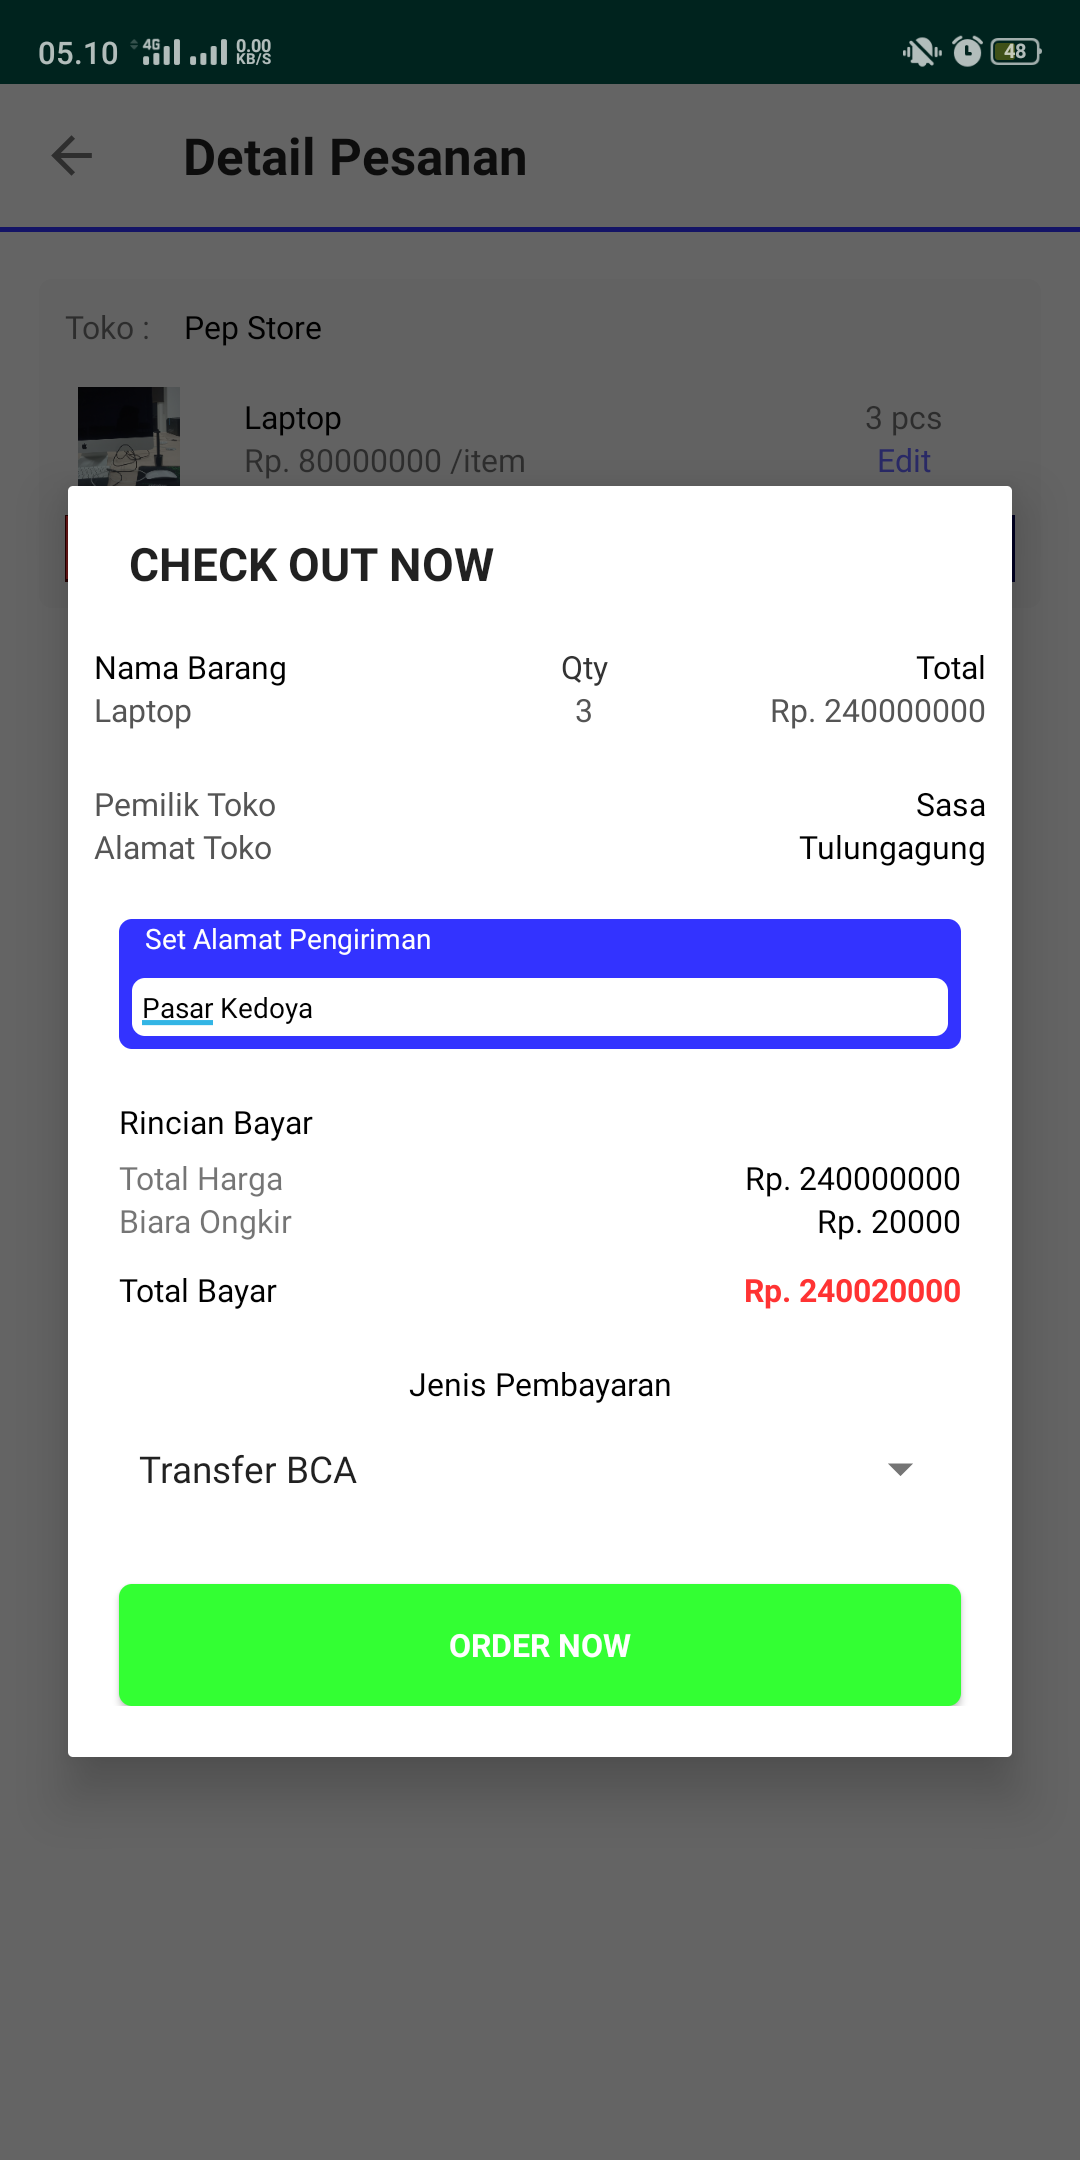 05.10 4G 0.00 KB/S 48
Detail Pesanan
Toko : Pep Store
Laptop 3 pcs
Rp. 80000000 /item Edit
CHECK OUT NOW
Nama Barang Qty Total
Laptop 3 Rp. 240000000
Pemilik Toko Sasa
Alamat Toko Tulungagung
Set Alamat Pengiriman
Pasar Kedoya
Rincian Bayar
Total Harga Rp. 240000000
Biara Ongkir Rp. 20000
Total Bayar Rp. 240020000
Jenis Pembayaran
Transfer BCA
ORDER NOW